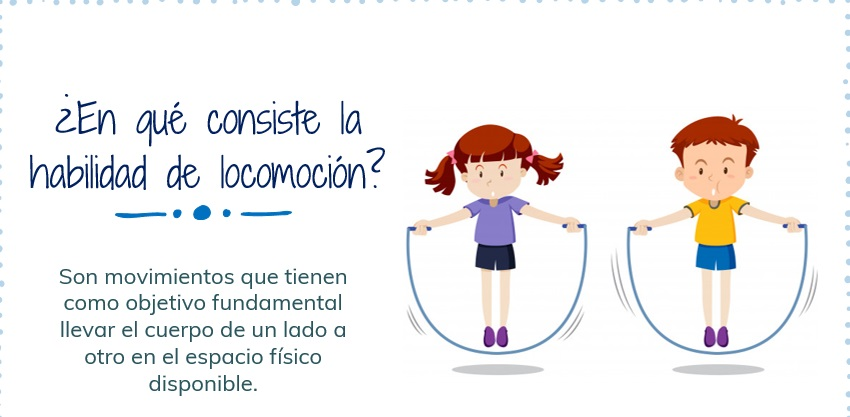 ¿En qué consiste la
habilidad de locomoción?
Son movimientos que tienen
como objetivo fundamental
llevar el cuerpo de un lado a
otro en el espacio físico
disponible.